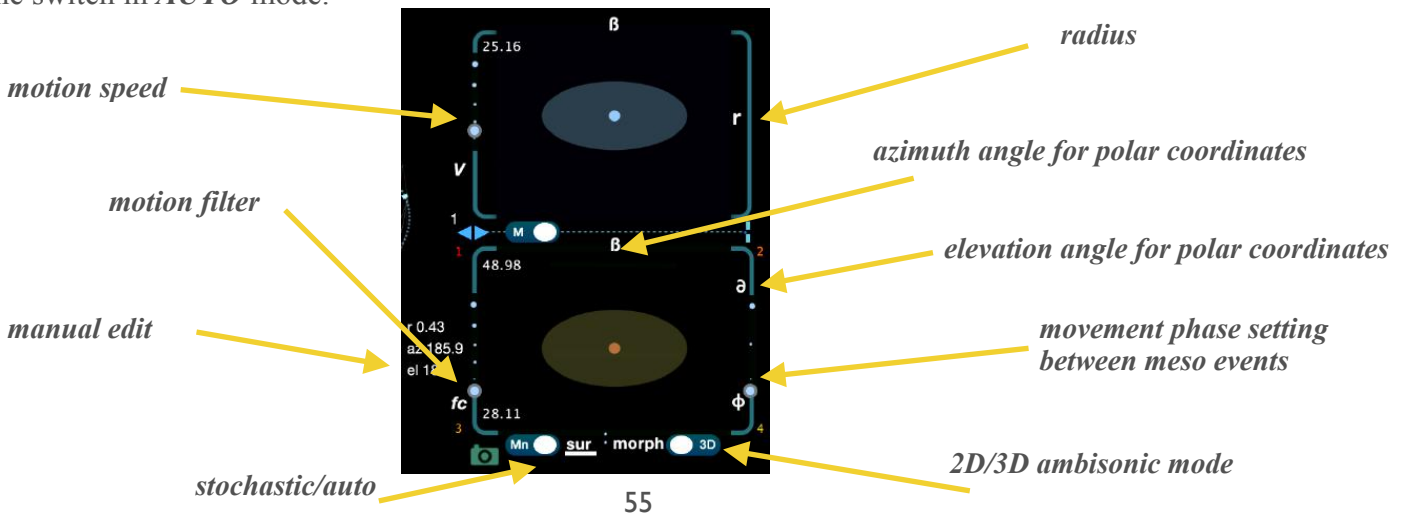 the switch in AUTO mode.
ß
25.16
radius
motion speed
r
azimuth angle for polar coordinates
V
motion filter
1
M
ß
1
2
48.98
elevation angle for polar coordinates
∂
manual edit
r 0.43
az 185.9
el 18
movement phase setting
between meso events
fc
ϕ
28.11
3
4
Mn
sur
morph
3D
2D/3D ambisonic mode
stochastic/auto
55